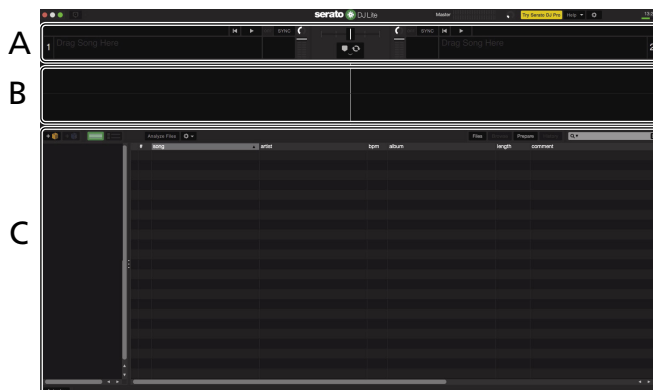 serato DJ Lite Master Try Serato DJ Pro Help
A
SYNC SYNC
1 Drag Song Here Drag Song Here 2
B
Analyze Files Files Prepare
# song artist bpm album length comment
C